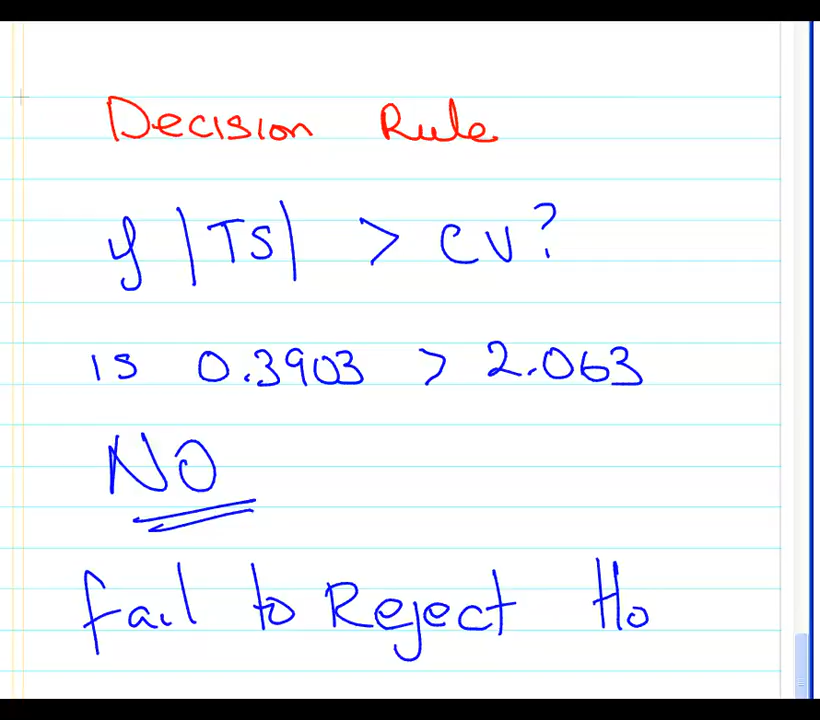 Decision Rule
if |TS| > CV?
is 0.3903 > 2.063
NO
Fail to Reject Ho